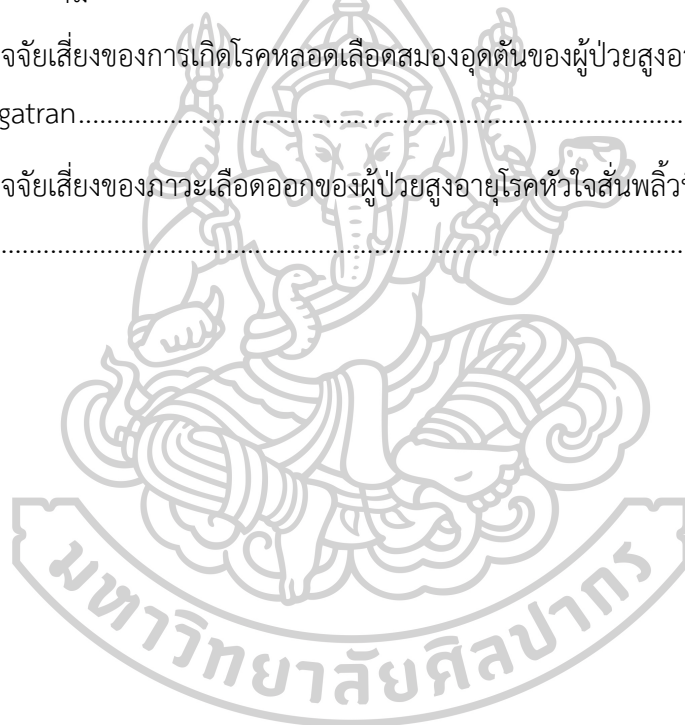 จจัยเสี่ยงของการเกิดโรคหลอดเลือดสมองอุดตันของผู้ป่วยสูงอา
gatran....................................................................................
จจัยเสี่ยงของภาวะเลือดออกของผู้ป่วยสูงอายุโรคหัวใจสั่นพลิ้ว
...............................................................................................
มหาวิทยาลัยศิลปากร